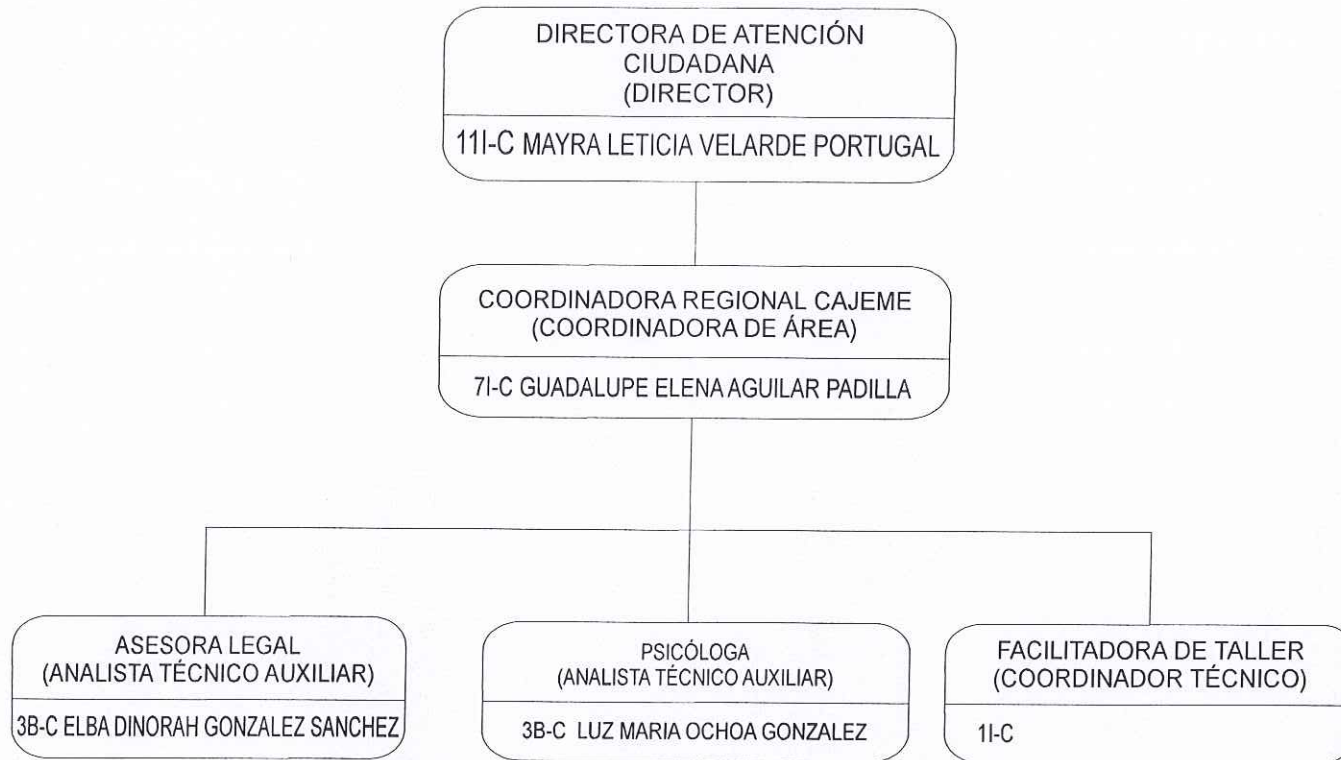 DIRECTORA DE ATENCIÓN
CIUDADANA
(DIRECTOR)
11I-C MAYRA LETICIA VELARDE PORTUGAL
COORDINADORA REGIONAL CAJEME
(COORDINADORA DE ÁREA)
7I-C GUADALUPE ELENA AGUILAR PADILLA
ASESORA LEGAL
(ANALISTA TÉCNICO AUXILIAR)
3B-C ELBA DINORAH GONZALEZ SANCHEZ
PSICÓLOGA
(ANALISTA TÉCNICO AUXILIAR)
3B-C LUZ MARIA OCHOA GONZALEZ
FACILITADORA DE TALLER
(COORDINADOR TÉCNICO)
1I-C